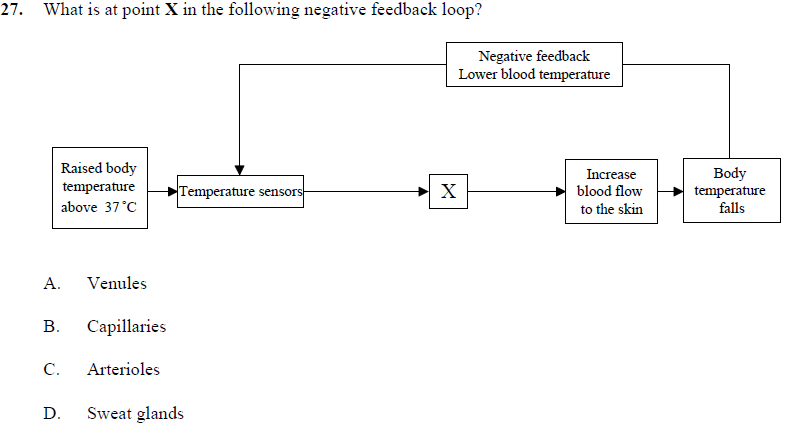 27. What is at point X in the following negative feedback loop?
Negative feedback
Lower blood temperature
Raised body
temperature
above 37˚C
Temperature sensors
X
Increase
blood flow
to the skin
Body
temperature
falls
A. Venules
B. Capillaries
C. Arterioles
D. Sweat glands